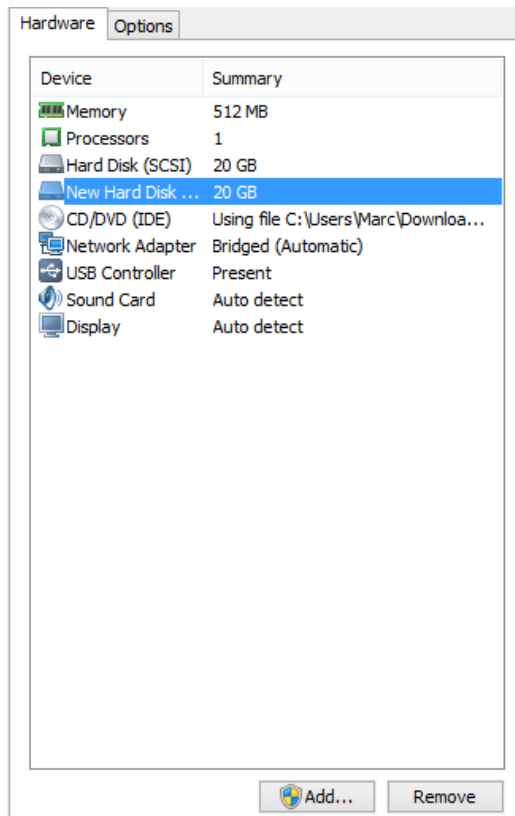 Hardware Options
Device Summary
Memory 512 MB
Processors 1
Hard Disk (SCSI) 20 GB
New Hard Disk ... 20 GB
CD/DVD (IDE) Using file C:\Users\Marc\Downloa...
Network Adapter Bridged (Automatic)
USB Controller Present
Sound Card Auto detect
Display Auto detect
Add... Remove